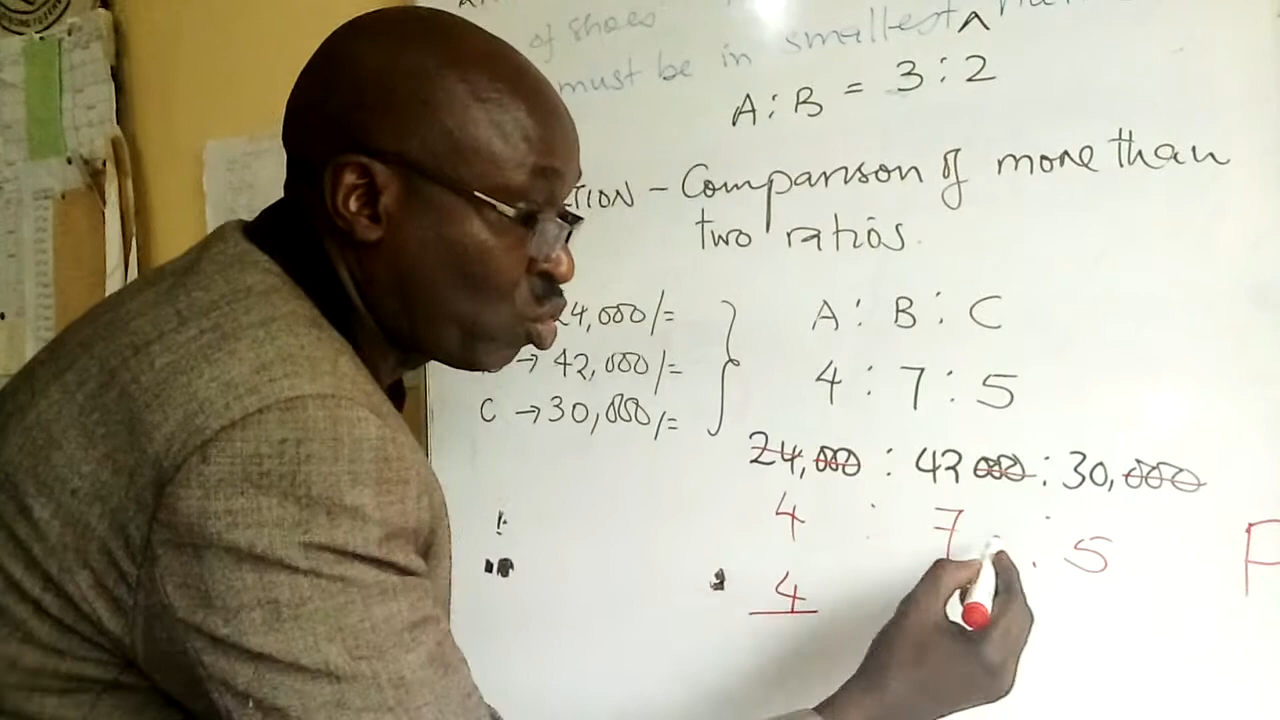 of shoes
must be in smallest ^
A : B = 3 : 2
TION - Comparison of more than
two ratios.
24,000/=
→ 42,000/=
C → 30,000/=
A : B : C
4 : 7 : 5
24,000 : 42 000 : 30,000
4 : 7 : 5
4